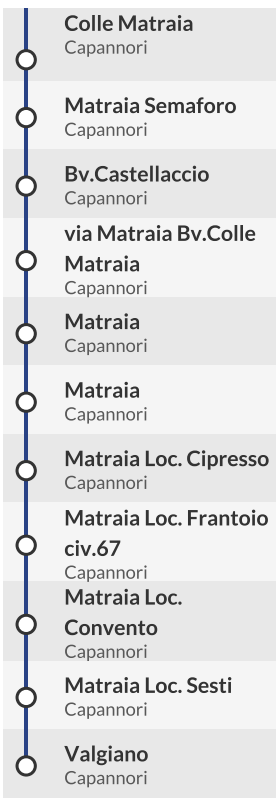 Colle Matraia
Capannori
Matraia Semaforo
Capannori
Bv.Castellaccio
Capannori
via Matraia Bv.Colle
Matraia
Capannori
Matraia
Capannori
Matraia
Capannori
Matraia Loc. Cipresso
Capannori
Matraia Loc. Frantoio
civ.67
Capannori
Matraia Loc.
Convento
Capannori
Matraia Loc. Sesti
Capannori
Valgiano
Capannori